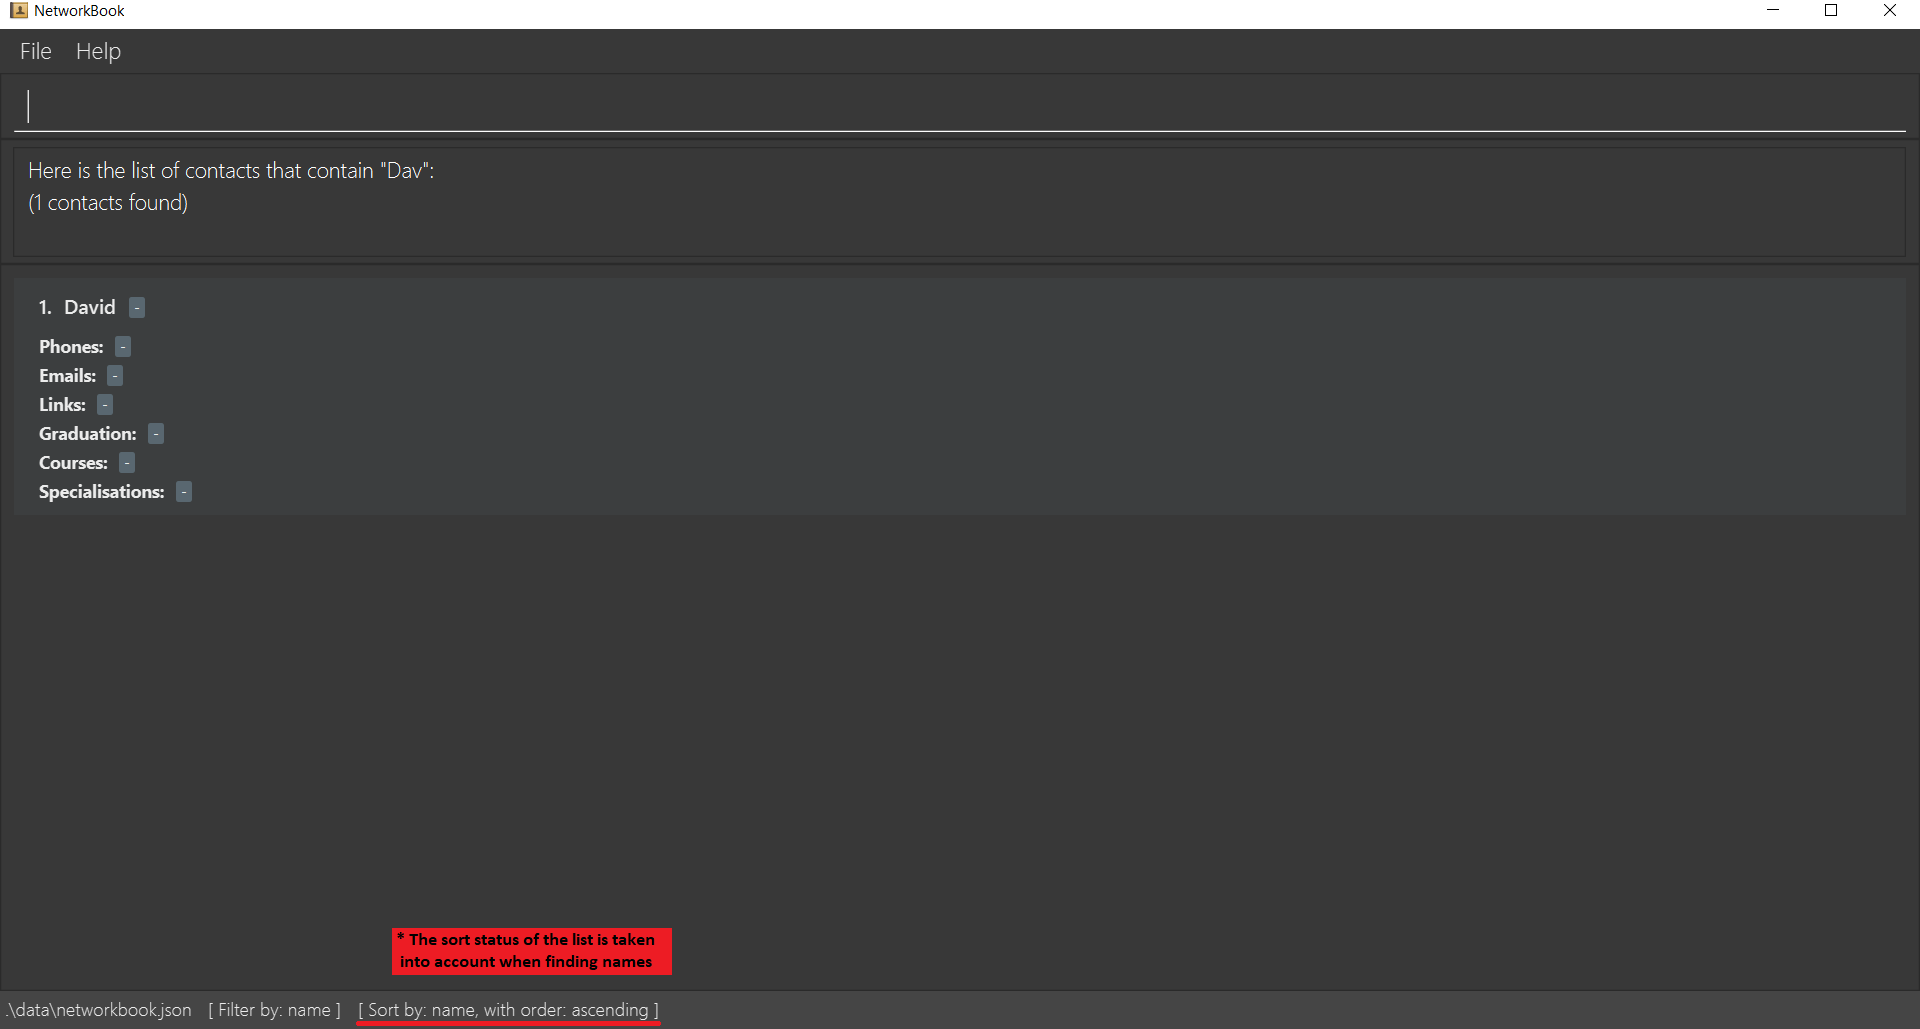 NetworkBook
File Help
Here is the list of contacts that contain "Dav":
(1 contacts found)
1. David -
Phones: -
Emails: -
Links: -
Graduation: -
Courses: -
Specialisations: -
* The sort status of the list is taken
into account when finding names
.\data\networkbook.json [ Filter by: name ] [ Sort by: name, with order: ascending ]